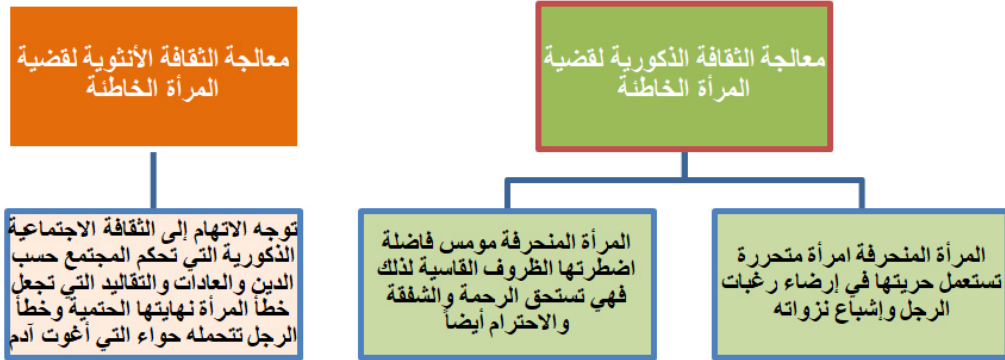 معالجة الثقافة الذكورية لقضية
المرأة الخاطئة
المرأة المنحرفة امرأة متحررة
تستعمل حريتها في إرضاء رغبات
الرجل وإشباع نزواته
المرأة المنحرفة مومس فاضلة
اضطرتها الظروف القاسية لذلك
فهي تستحق الرحمة والشفقة
والاحترام أيضاً
معالجة الثقافة الأنثوية لقضية
المرأة الخاطئة
توجه الاتهام إلى الثقافة الاجتماعية
الذكورية التي تحكم المجتمع حسب
الدين والعادات والتقاليد التي تجعل
خطأ المرأة نهايتها الحتمية وخطأ
الرجل تتحمله حواء التي أغوت آدم